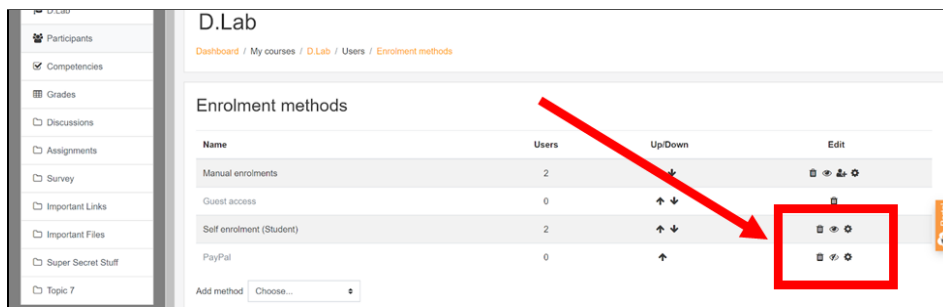 D.Lab
Participants
Competencies
Grades
Discussions
Assignments
Survey
Important Links
Important Files
Super Secret Stuff
Topic 7
D.Lab
Dashboard / My courses / D.Lab / Users / Enrolment methods
Enrolment methods
Name Users Up/Down Edit
Manual enrolments 2
Guest access 0
Self enrolment (Student) 2
PayPal 0
Add method Choose...